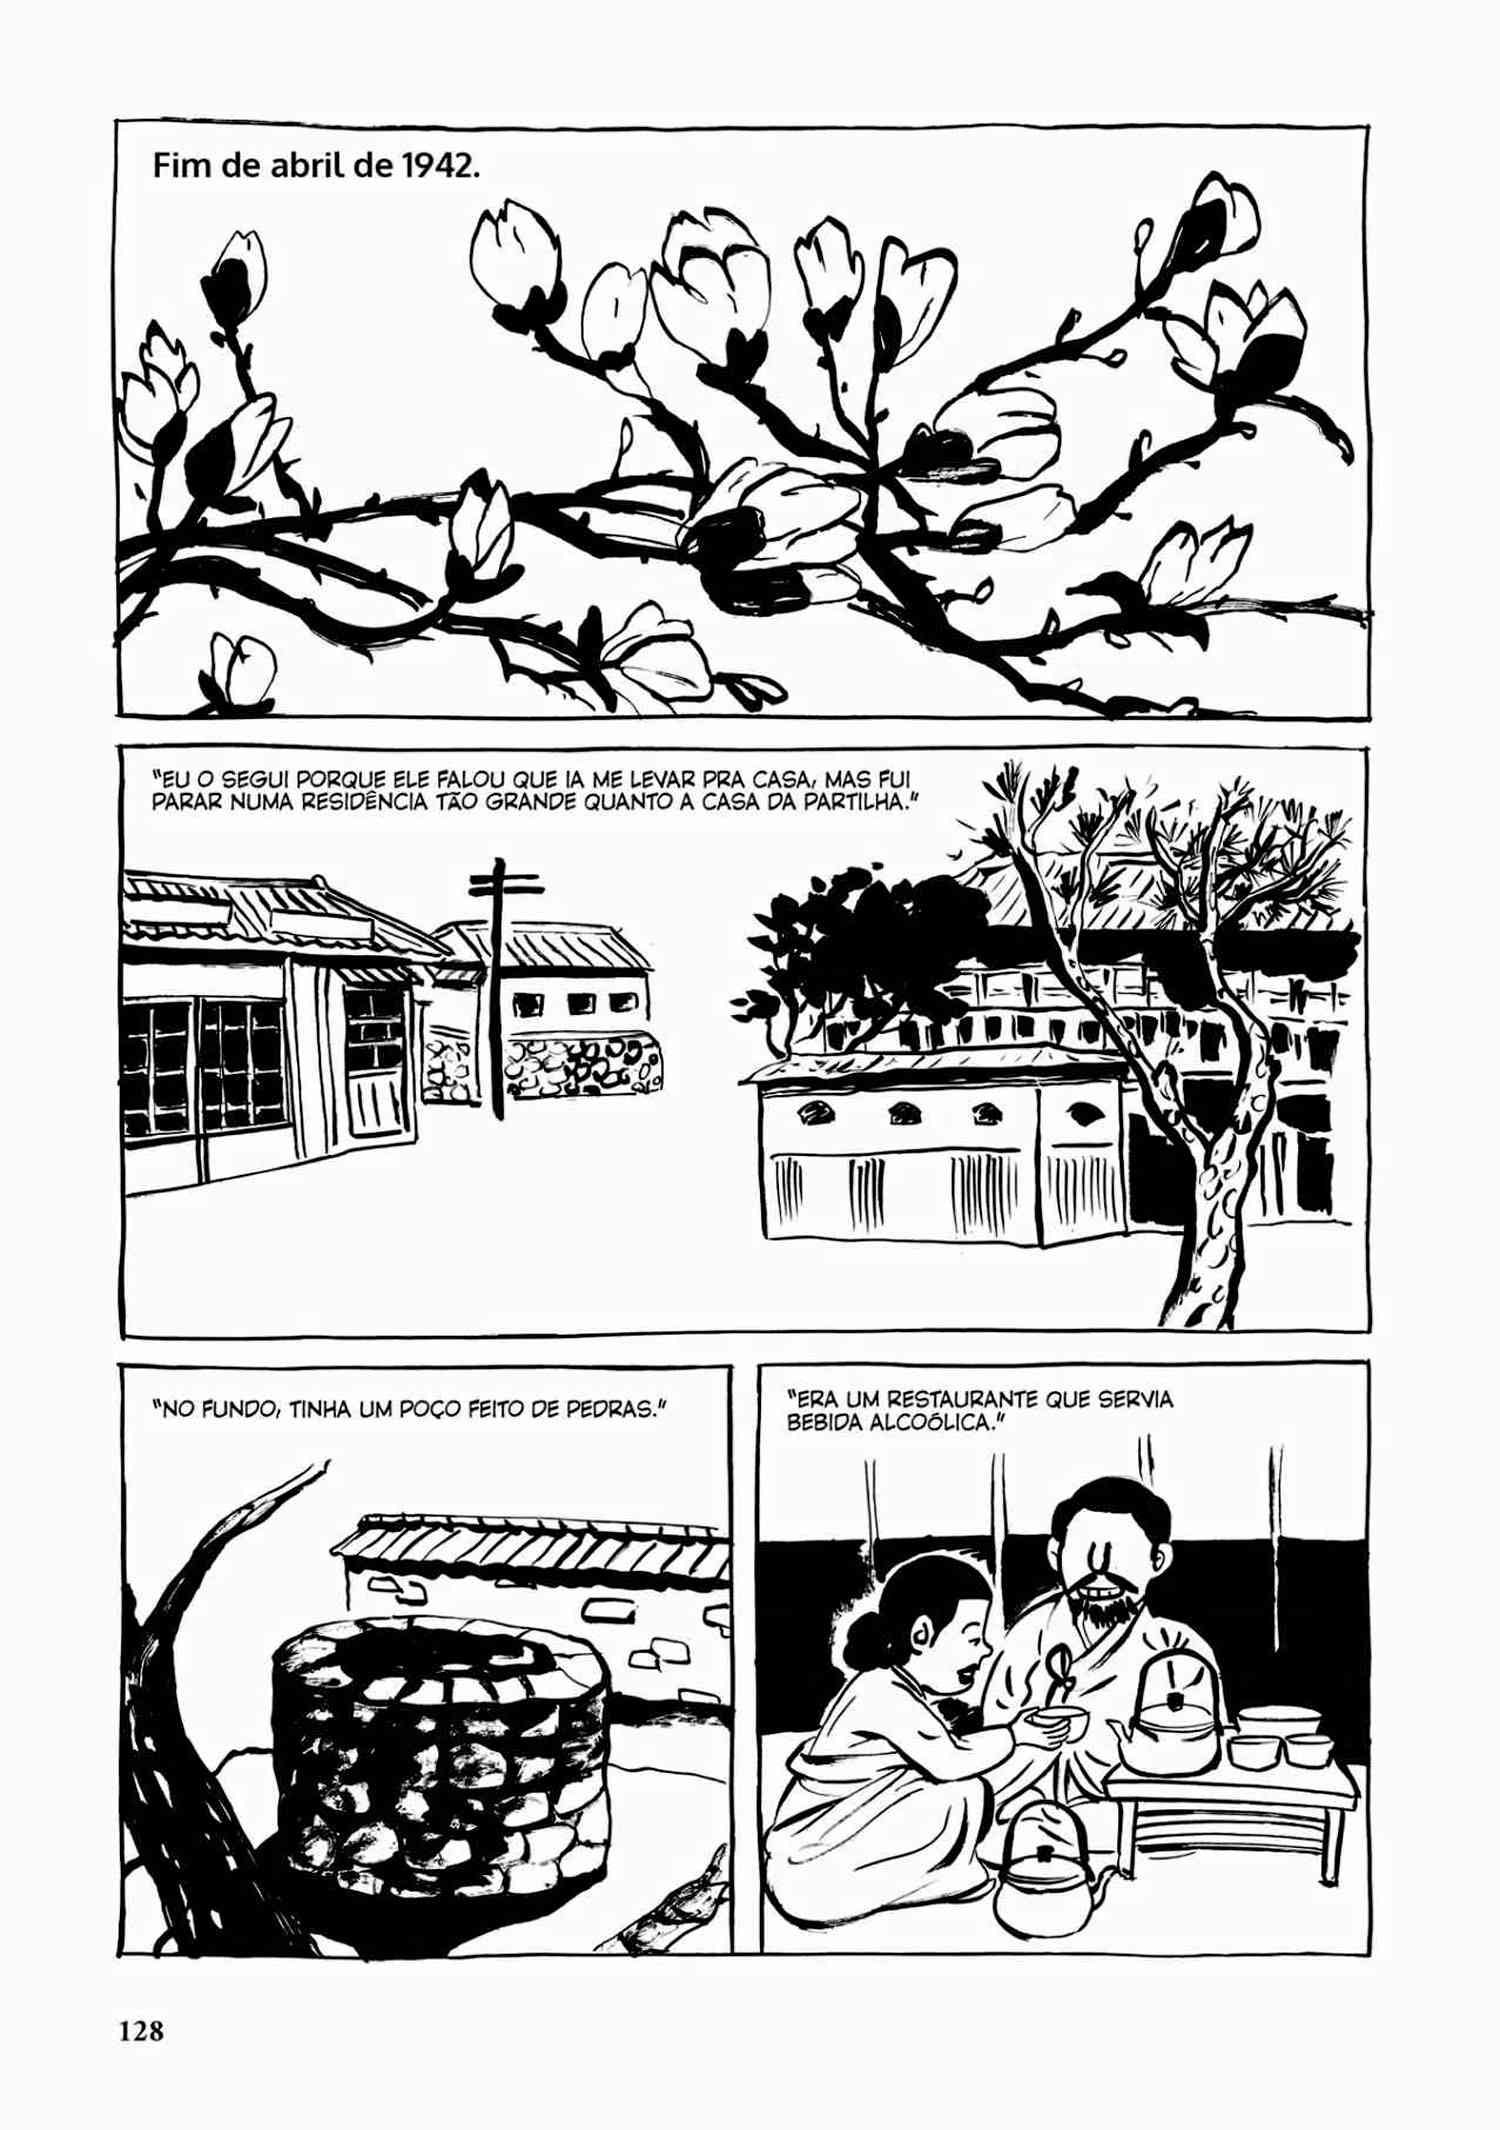 Fim de abril de 1942.
"EU O SEGUI PORQUE ELE FALOU QUE IA ME LEVAR PRA CASA, MAS FUI
PARAR NUMA RESIDÊNCIA TÃO GRANDE QUANTO A CASA DA PARTILHA."
"NO FUNDO, TINHA UM POÇO FEITO DE PEDRAS."
"ERA UM RESTAURANTE QUE SERVIA
BEBIDA ALCOÓLICA."
128